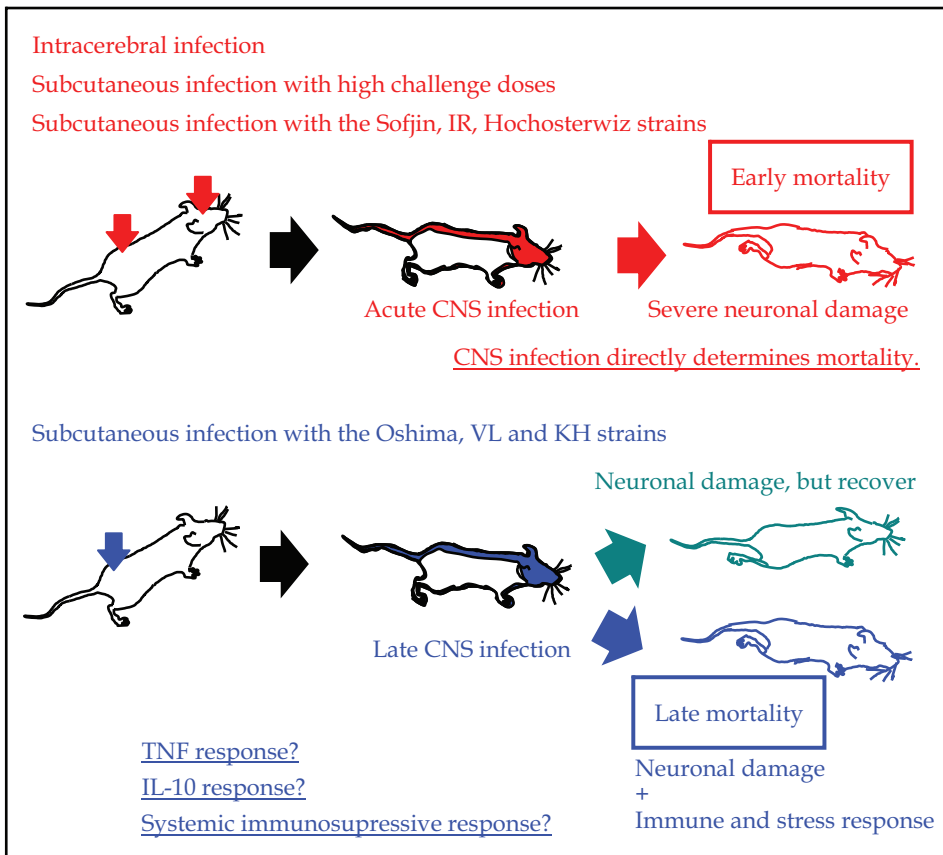 Intracerebral infection
Subcutaneous infection with high challenge doses
Subcutaneous infection with the Sofjin, IR, Hochosterwiz strains
Early mortality
Acute CNS infection
Severe neuronal damage
CNS infection directly determines mortality.
Subcutaneous infection with the Oshima, VL and KH strains
Neuronal damage, but recover
Late CNS infection
Late mortality
TNF response?
IL-10 response?
Systemic immunosupressive response?
Neuronal damage
+
Immune and stress response